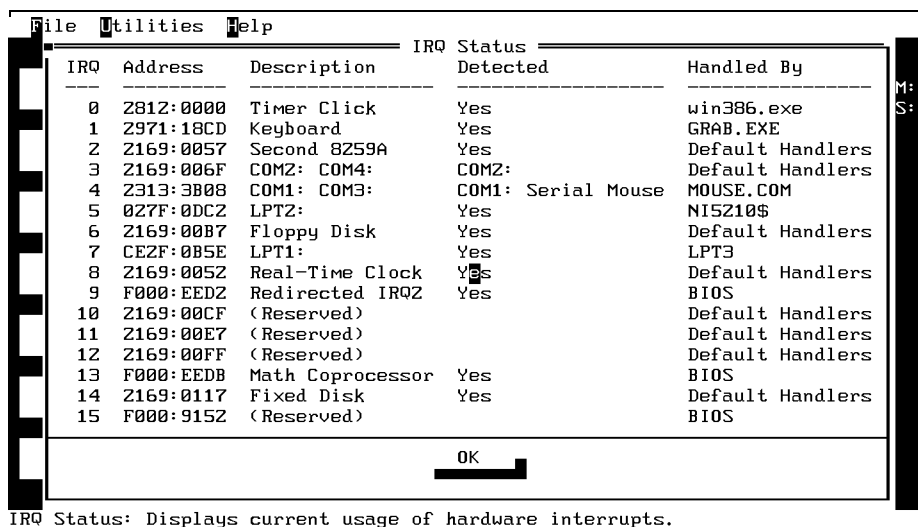 File Utilities Help
IRQ Status
IRQ Address Description Detected Handled By
--- --------- ---------------- ------------------ ----------------
0 2812:0000 Timer Click Yes win386.exe
1 2971:18CD Keyboard Yes GRAB.EXE
2 2169:0057 Second 8259A Yes Default Handlers
3 2169:006F COM2: COM4: COM2: Default Handlers
4 2313:3B08 COM1: COM3: COM1: Serial Mouse MOUSE.COM
5 027F:0DC2 LPT2: Yes NI5210$
6 2169:00B7 Floppy Disk Yes Default Handlers
7 CE2F:0B5E LPT1: Yes LPT3
8 2169:0052 Real-Time Clock Yes Default Handlers
9 F000:EED2 Redirected IRQ2 Yes BIOS
10 2169:00CF (Reserved) Default Handlers
11 2169:00E7 (Reserved) Default Handlers
12 2169:00FF (Reserved) Default Handlers
13 F000:EEDB Math Coprocessor Yes BIOS
14 2169:0117 Fixed Disk Yes Default Handlers
15 F000:9152 (Reserved) BIOS
M:
S:
OK
IRQ Status: Displays current usage of hardware interrupts.